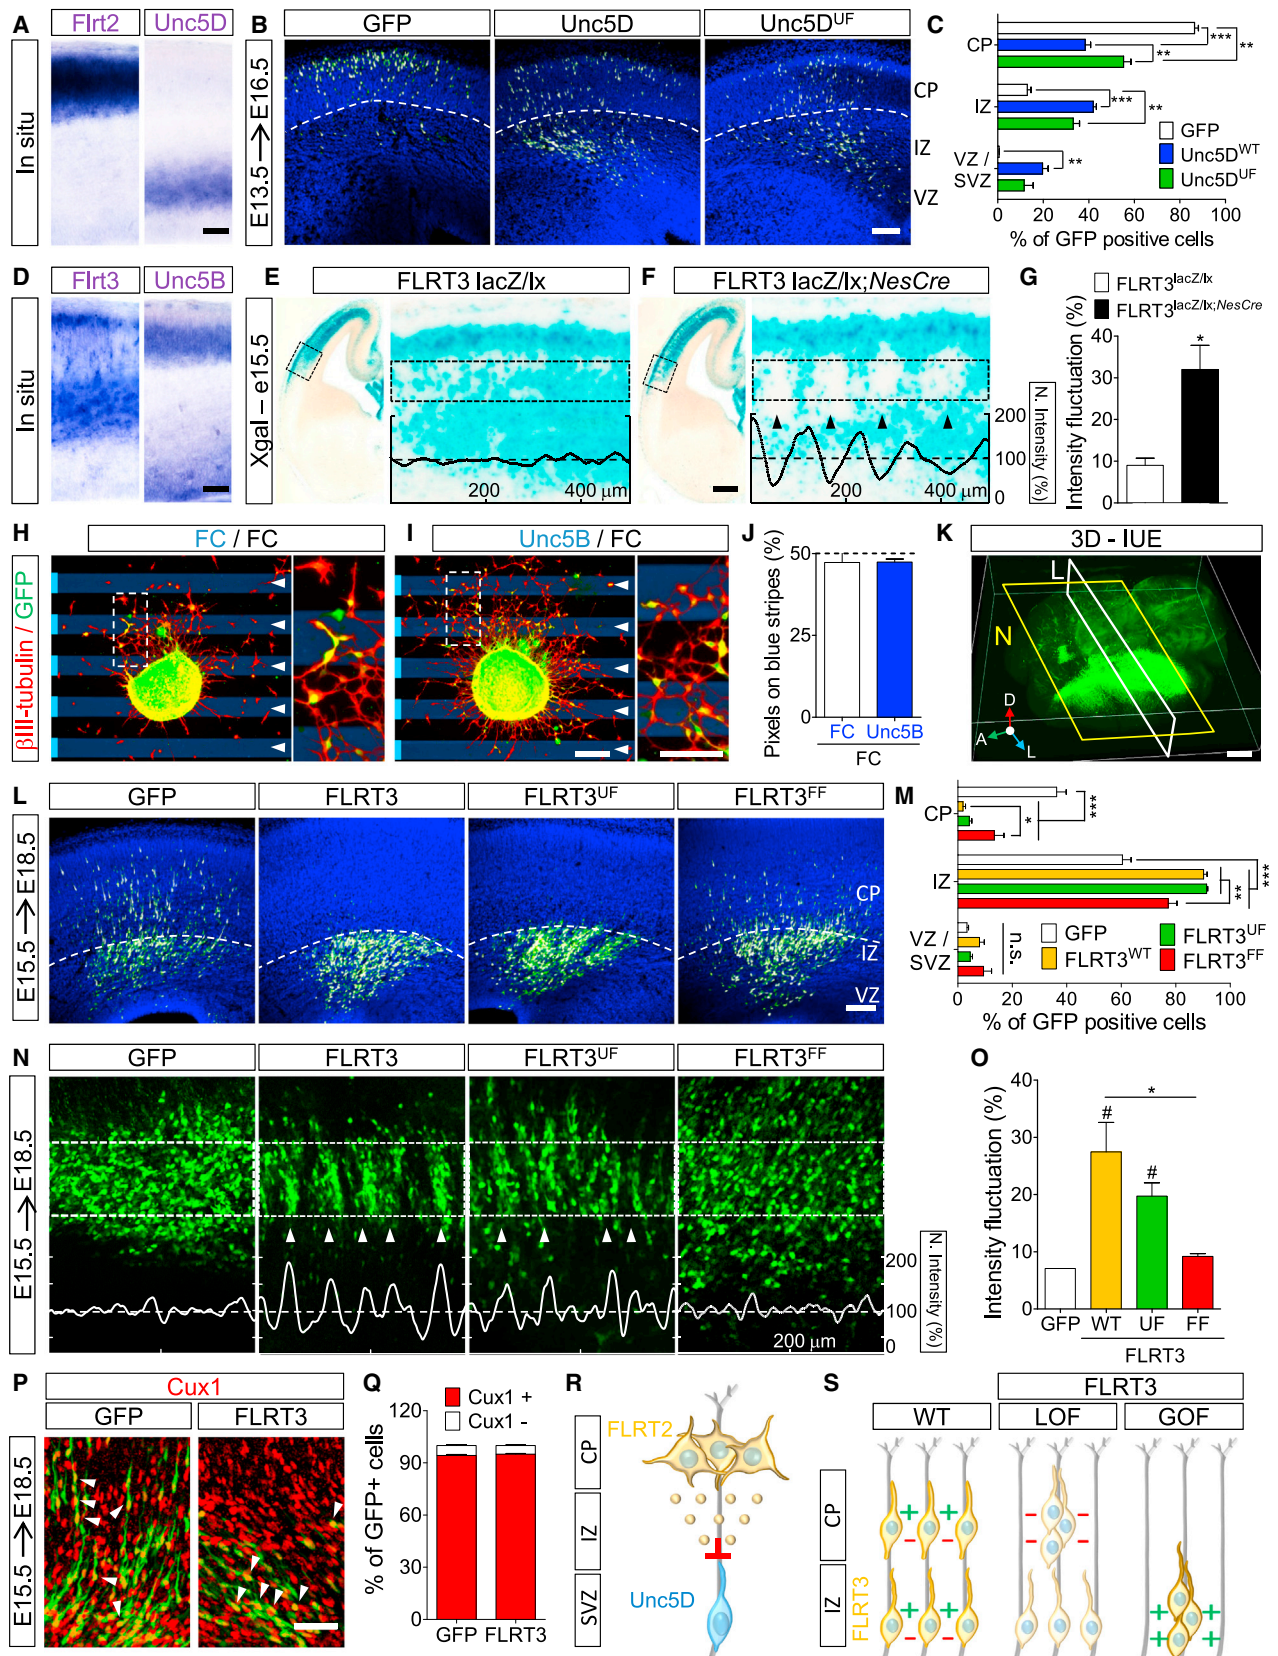 A
Flrt2
Unc5D
In situ
B
GFP
Unc5D
Unc5D^UF
E13.5 → E16.5
CP
IZ
VZ
C
CP
IZ
VZ /
SVZ
***
**
**
***
**
**
GFP
Unc5D^WT
Unc5D^UF
0 20 40 60 80 100
% of GFP positive cells
D
Flrt3
Unc5B
In situ
E
FLRT3 lacZ/lx
Xgal – e15.5
200
400 μm
F
FLRT3 lacZ/lx;NesCre
200
400 μm
200
100
0
N. Intensity (%)
G
FLRT3^lacZ/lx
FLRT3^lacZ/lx;NesCre
Intensity fluctuation (%)
40
30
20
10
0
*
H
FC / FC
βIII-tubulin / GFP
I
Unc5B / FC
J
Pixels on blue stripes (%)
50
25
0
FC Unc5B
FC
K
3D - IUE
L
N
D
A
L
L
GFP
FLRT3
FLRT3^UF
FLRT3^FF
E15.5 → E18.5
CP
IZ
VZ
M
CP
IZ
VZ /
SVZ
*
***
**
***
n.s.
GFP
FLRT3^WT
FLRT3^UF
FLRT3^FF
0 20 40 60 80 100
% of GFP positive cells
N
GFP
FLRT3
FLRT3^UF
FLRT3^FF
E15.5 → E18.5
200 μm
200
100
0
N. Intensity (%)
O
Intensity fluctuation (%)
40
30
20
10
0
#
#
*
GFP WT UF FF
FLRT3
P
Cux1
GFP
FLRT3
E15.5 → E18.5
Q
Cux1 +
Cux1 -
% of GFP+ cells
120
90
60
30
0
GFP FLRT3
R
CP
IZ
SVZ
FLRT2
Unc5D
S
FLRT3
WT
LOF
GOF
CP
IZ
FLRT3
+ +
- -
- -
+ +
- -
- -
+ +
+ +